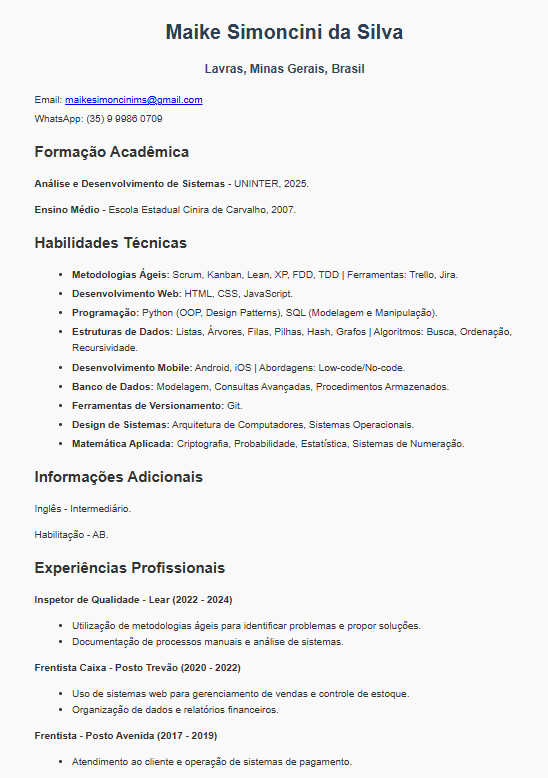 Maike Simoncini da Silva
Lavras, Minas Gerais, Brasil
Email: maikesimoncinims@gmail.com
WhatsApp: (35) 9 9986 0709
Formação Acadêmica
Análise e Desenvolvimento de Sistemas - UNINTER, 2025.
Ensino Médio - Escola Estadual Cinira de Carvalho, 2007.
Habilidades Técnicas
• Metodologias Ágeis: Scrum, Kanban, Lean, XP, FDD, TDD | Ferramentas: Trello, Jira.
• Desenvolvimento Web: HTML, CSS, JavaScript.
• Programação: Python (OOP, Design Patterns), SQL (Modelagem e Manipulação).
• Estruturas de Dados: Listas, Árvores, Filas, Pilhas, Hash, Grafos | Algoritmos: Busca, Ordenação,
Recursividade.
• Desenvolvimento Mobile: Android, iOS | Abordagens: Low-code/No-code.
• Banco de Dados: Modelagem, Consultas Avançadas, Procedimentos Armazenados.
• Ferramentas de Versionamento: Git.
• Design de Sistemas: Arquitetura de Computadores, Sistemas Operacionais.
• Matemática Aplicada: Criptografia, Probabilidade, Estatística, Sistemas de Numeração.
Informações Adicionais
Inglês - Intermediário.
Habilitação - AB.
Experiências Profissionais
Inspetor de Qualidade - Lear (2022 - 2024)
• Utilização de metodologias ágeis para identificar problemas e propor soluções.
• Documentação de processos manuais e análise de sistemas.
Frentista Caixa - Posto Trevão (2020 - 2022)
• Uso de sistemas web para gerenciamento de vendas e controle de estoque.
• Organização de dados e relatórios financeiros.
Frentista - Posto Avenida (2017 - 2019)
• Atendimento ao cliente e operação de sistemas de pagamento.